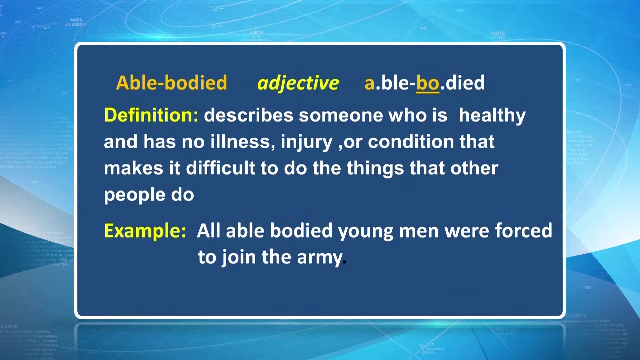 Able-bodied adjective a.ble-bo.died
Definition: describes someone who is healthy
and has no illness, injury ,or condition that
makes it difficult to do the things that other
people do
Example: All able bodied young men were forced
to join the army.